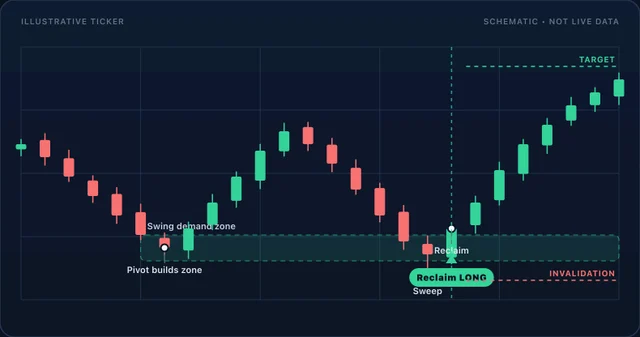 ILLUSTRATIVE TICKER
SCHEMATIC • NOT LIVE DATA
TARGET
Swing demand zone
Reclaim
Pivot builds zone
INVALIDATION
Reclaim LONG
Sweep